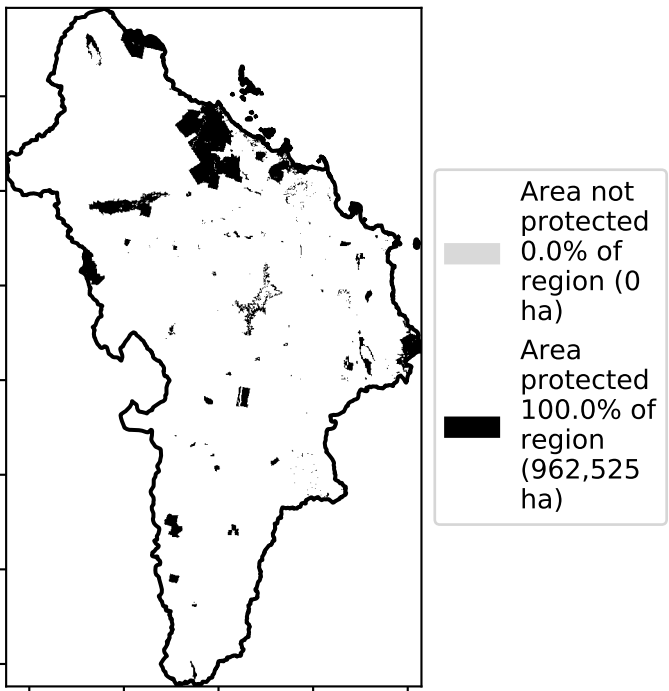 Area not
protected
0.0% of
region (0
ha)
Area
protected
100.0% of
region
(962,525
ha)